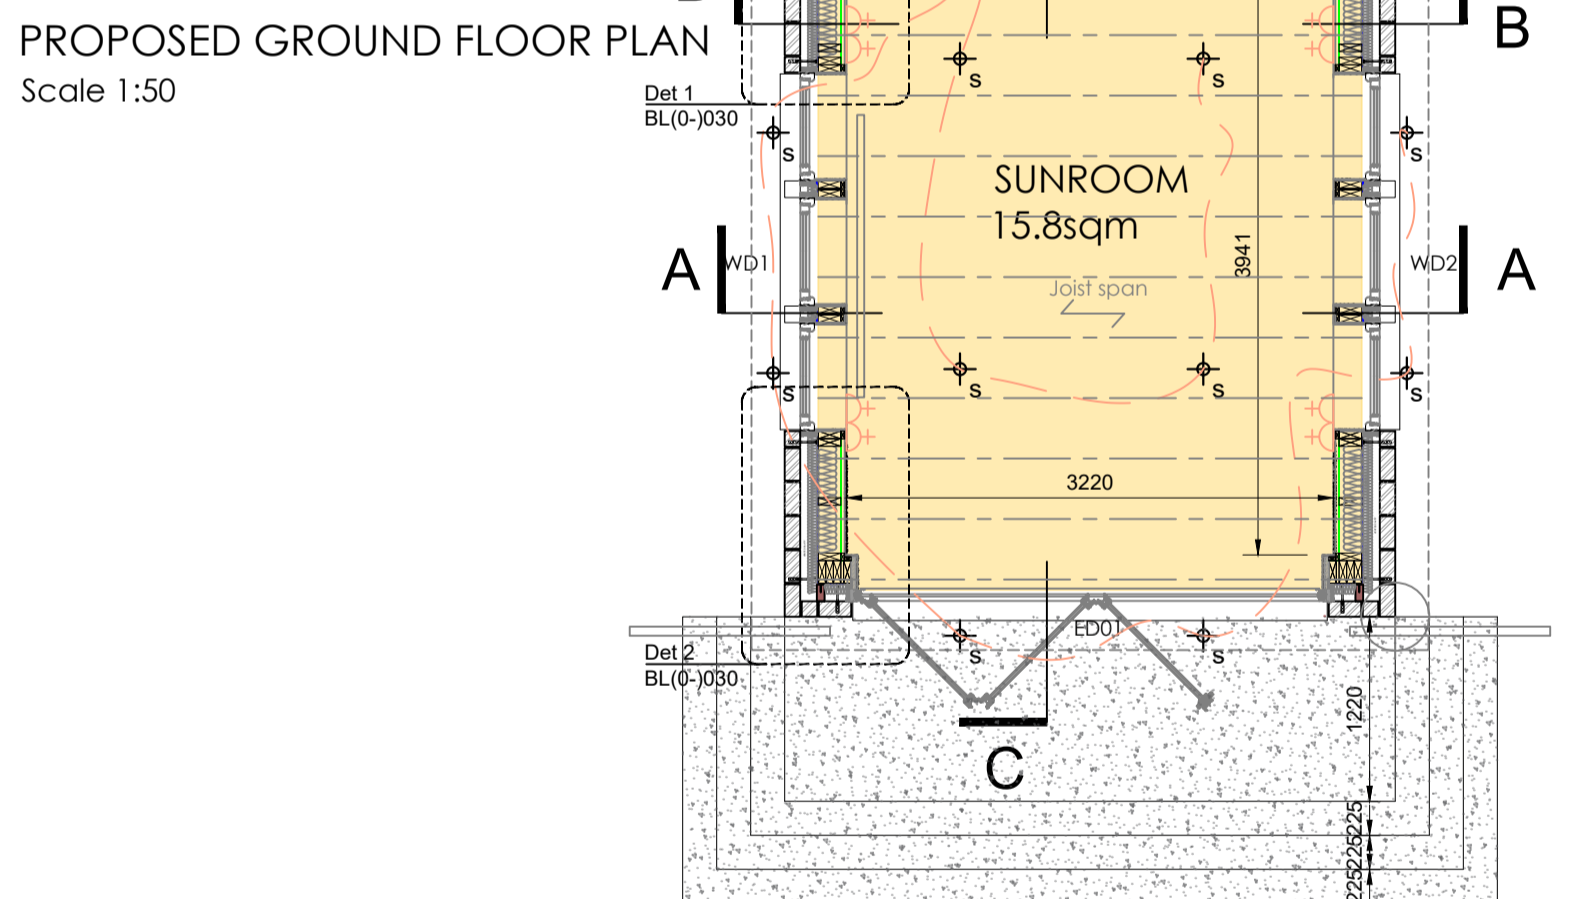 PROPOSED GROUND FLOOR PLAN
Scale 1:50
B
Det 1
BL(0-)030
S
S
S
S
SUNROOM
15.8sqm
3941
A
WD1
WD2
A
Joist span
S
S
S
S
3220
ED01
S
S
Det 2
BL(0-)030
1220
C
225
225
225